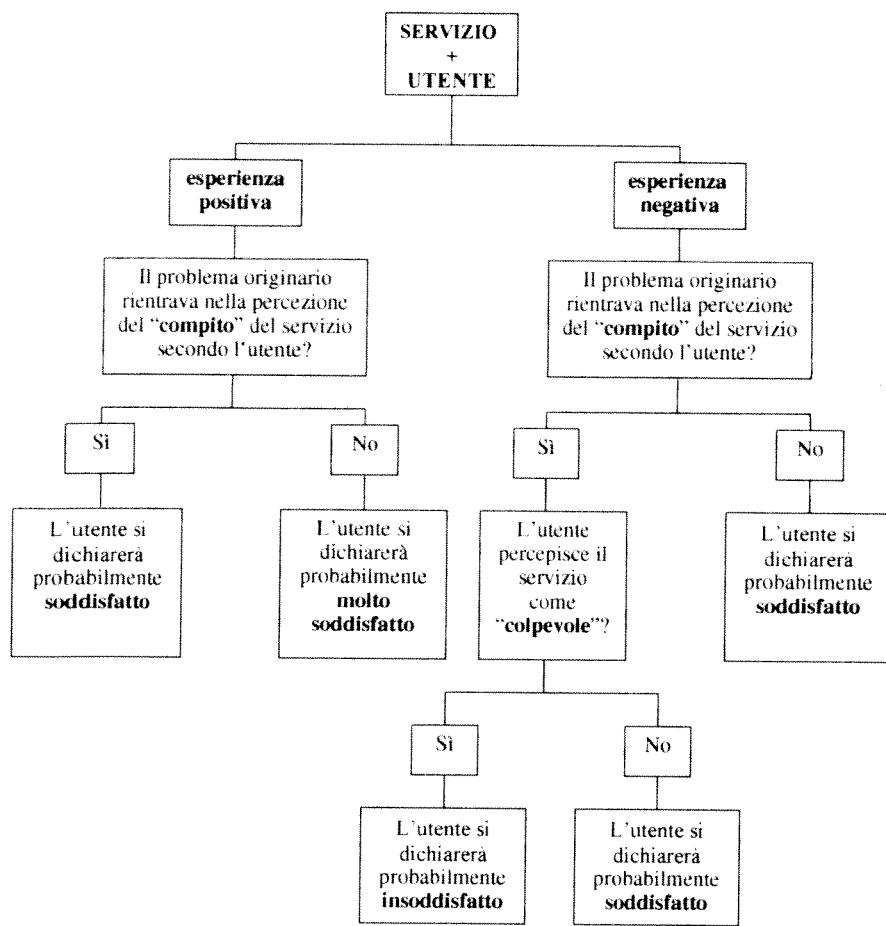 SERVIZIO
+
UTENTE
esperienza
positiva
esperienza
negativa
Il problema originario
rientrava nella percezione
del “compito” del servizio
secondo l’utente?
Il problema originario
rientrava nella percezione
del “compito” del servizio
secondo l’utente?
Sì
No
Sì
No
L’utente si
dichiarerà
probabilmente
soddisfatto
L’utente si
dichiarerà
probabilmente
molto
soddisfatto
L’utente
percepisce il
servizio
come
“colpevole”?
L’utente si
dichiarerà
probabilmente
soddisfatto
Sì
No
L’utente si
dichiarerà
probabilmente
insoddisfatto
L’utente si
dichiarerà
probabilmente
soddisfatto